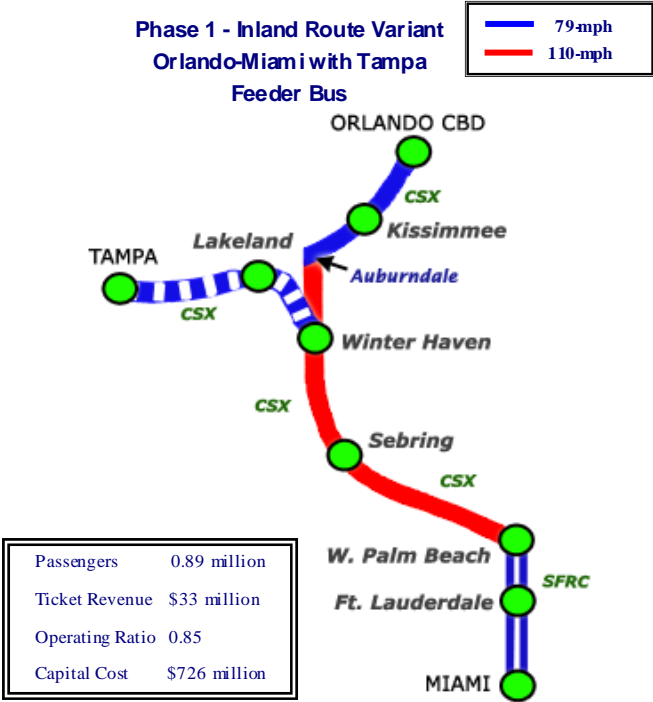 Phase 1 - Inland Route Variant
Orlando-Miami with Tampa
Feeder Bus
79-mph
110-mph
ORLANDO CBD
CSX
Kissimmee
Lakeland
TAMPA
Auburndale
CSX
Winter Haven
CSX
Sebring
CSX
W. Palm Beach
SFRC
Ft. Lauderdale
MIAMI
Passengers 0.89 million
Ticket Revenue $33 million
Operating Ratio 0.85
Capital Cost $726 million